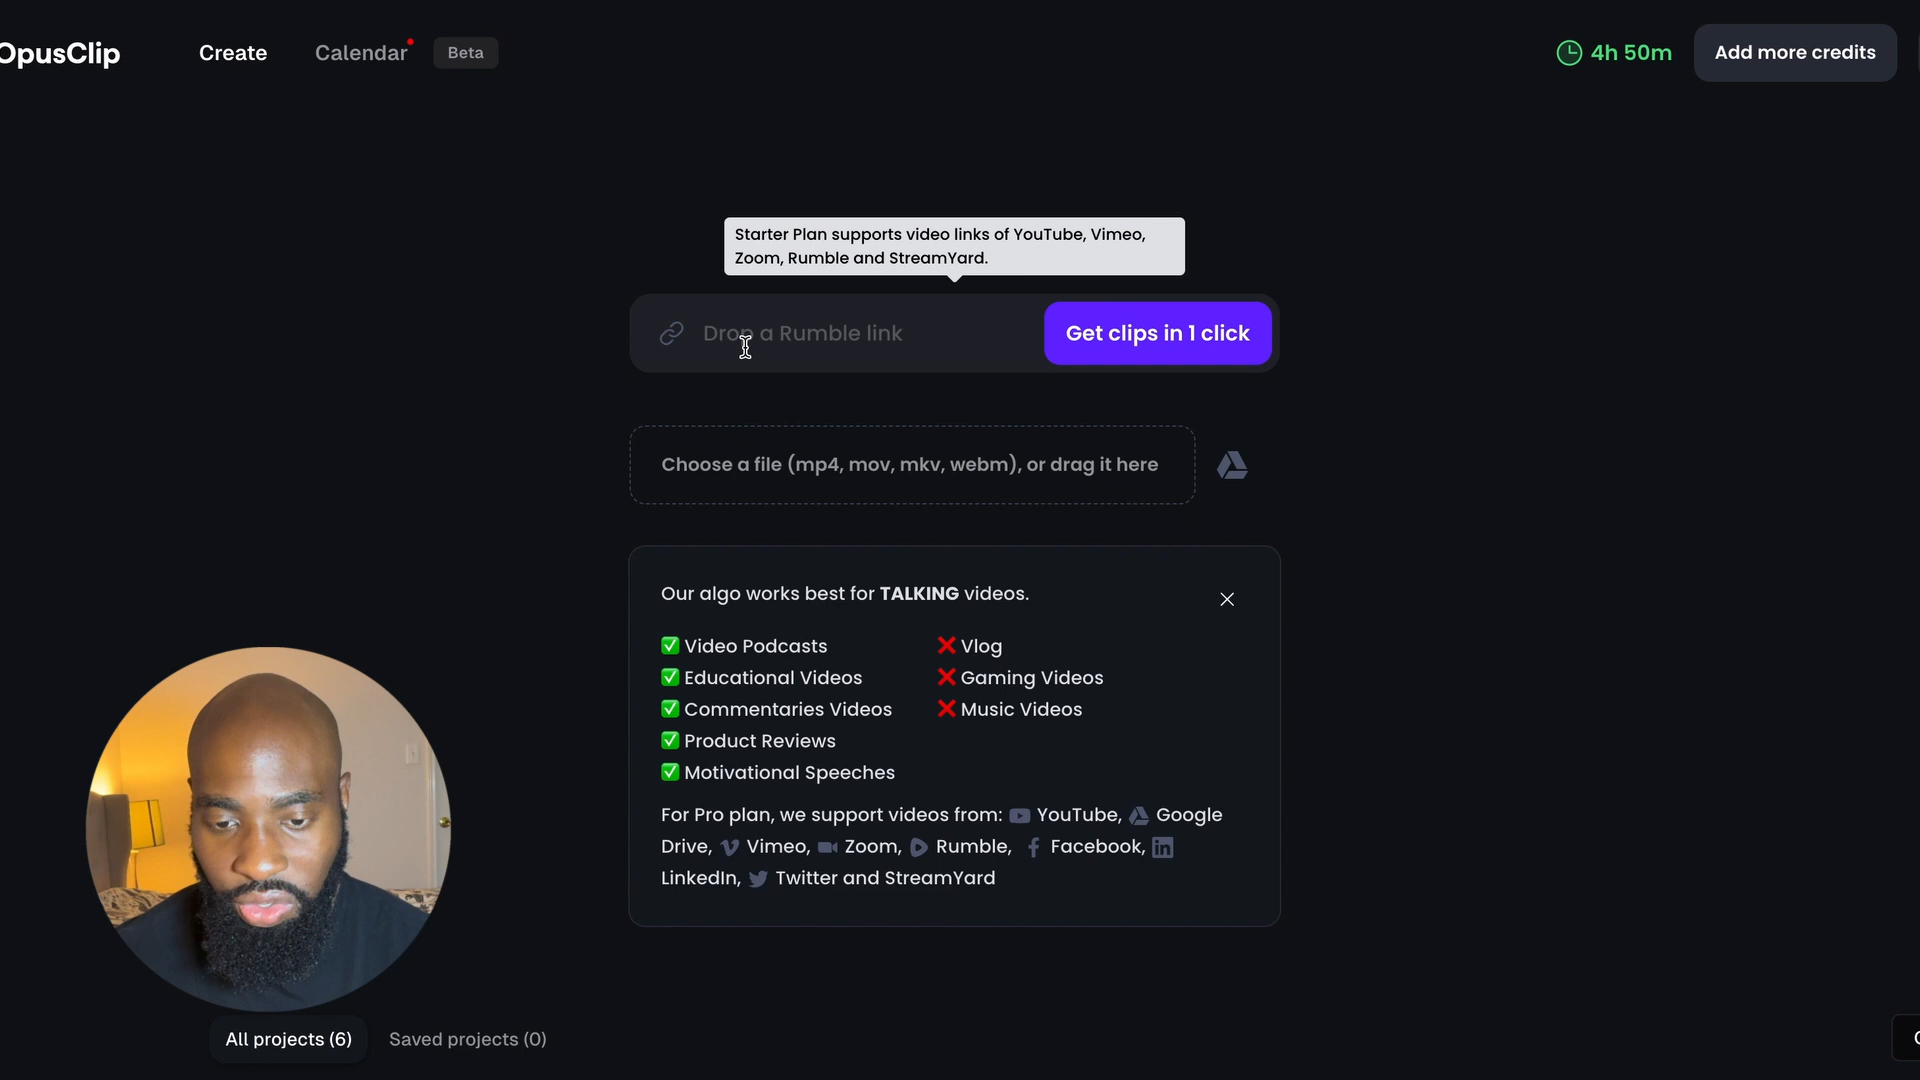 OpusClip
Create
Calendar
Beta
4h 50m
Add more credits
Starter Plan supports video links of YouTube, Vimeo,
Zoom, Rumble and StreamYard.
Drop a Rumble link
Get clips in 1 click
Choose a file (mp4, mov, mkv, webm), or drag it here
Our algo works best for TALKING videos.
✅ Video Podcasts
❌ Vlog
✅ Educational Videos
❌ Gaming Videos
✅ Commentaries Videos
❌ Music Videos
✅ Product Reviews
✅ Motivational Speeches
For Pro plan, we support videos from: YouTube, Google
Drive, Vimeo, Zoom, Rumble, Facebook,
LinkedIn, Twitter and StreamYard
All projects (6)
Saved projects (0)